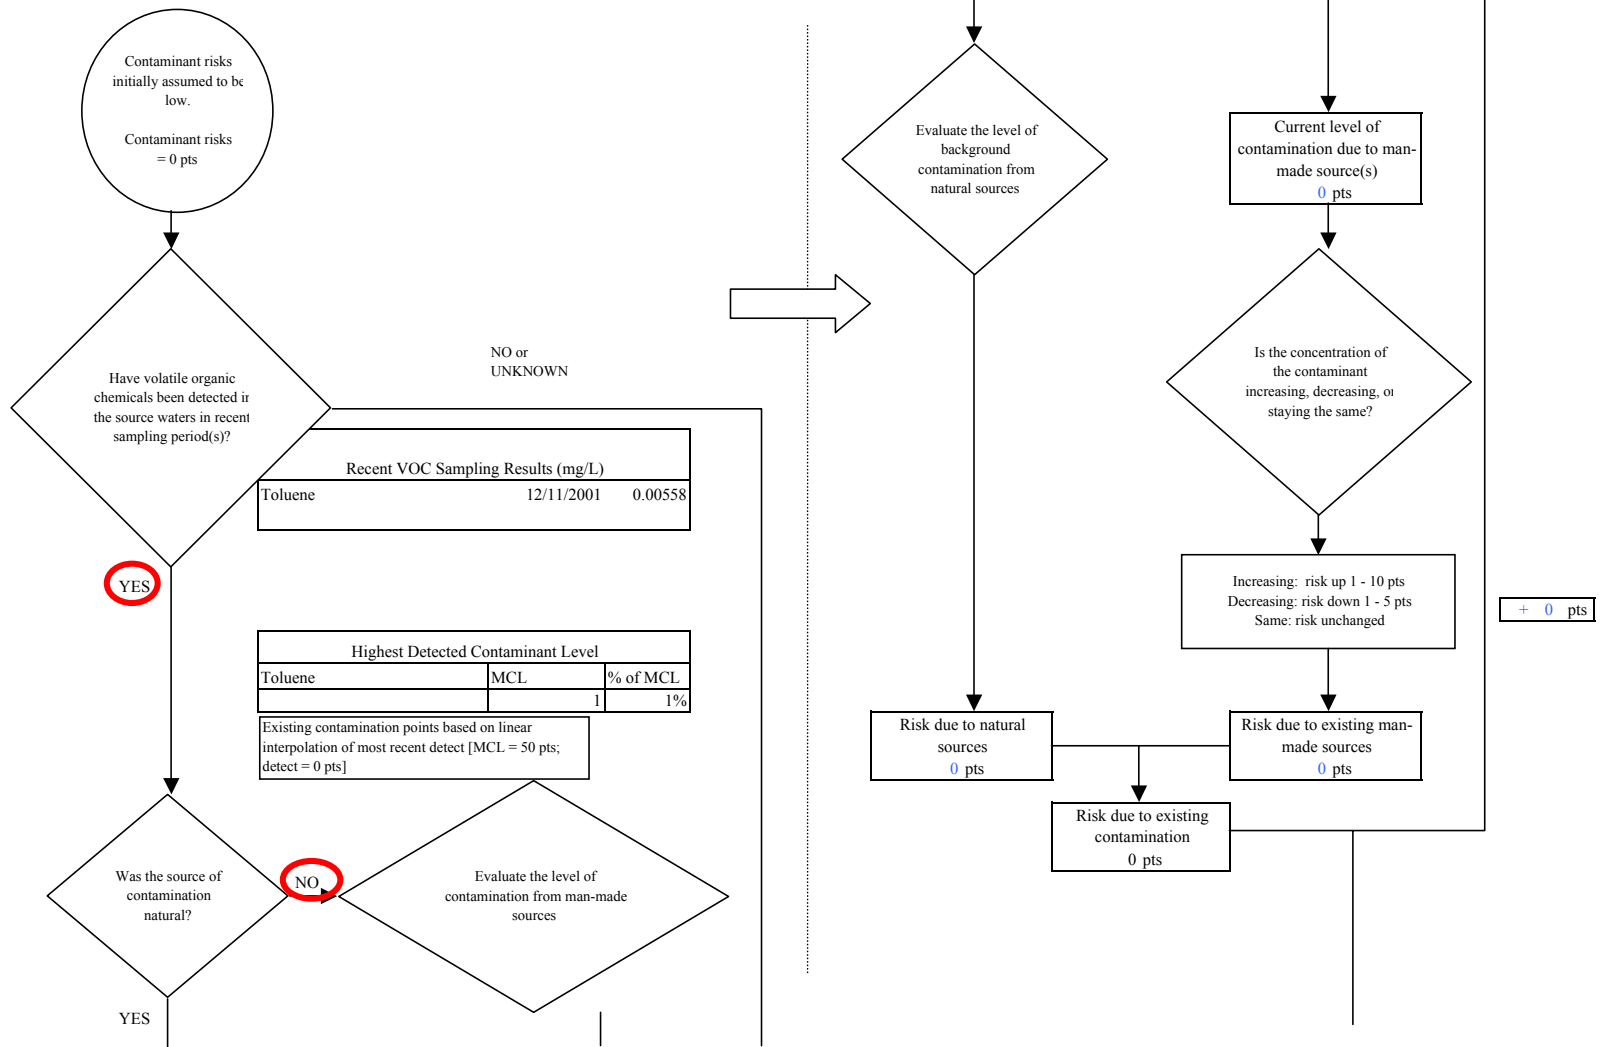 Contaminant risks
initially assumed to be
low.
Contaminant risks
= 0 pts
Have volatile organic
chemicals been detected in
the source waters in recent
sampling period(s)?
NO or
UNKNOWN
Recent VOC Sampling Results (mg/L)
Toluene 12/11/2001 0.00558
YES
Highest Detected Contaminant Level
Toluene MCL % of MCL
1 1%
Existing contamination points based on linear
interpolation of most recent detect [MCL = 50 pts;
detect = 0 pts]
Was the source of
contamination
natural?
NO
Evaluate the level of
contamination from man-made
sources
YES
Evaluate the level of
background
contamination from
natural sources
Current level of
contamination due to man-
made source(s)
0 pts
Is the concentration of
the contaminant
increasing, decreasing, or
staying the same?
Increasing: risk up 1 - 10 pts
Decreasing: risk down 1 - 5 pts
Same: risk unchanged
+ 0 pts
Risk due to natural
sources
0 pts
Risk due to existing man-
made sources
0 pts
Risk due to existing
contamination
0 pts